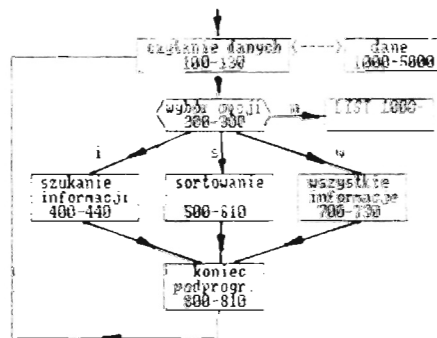 czytanie danych
100-130
dane
1000-5000
wybór opcji
300-300
n
LIST 1000-
i
s
w
szukanie
informacji
400-440
sortowanie
500-610
wszystkie
informacje
700-730
koniec
podprogr.
800-810